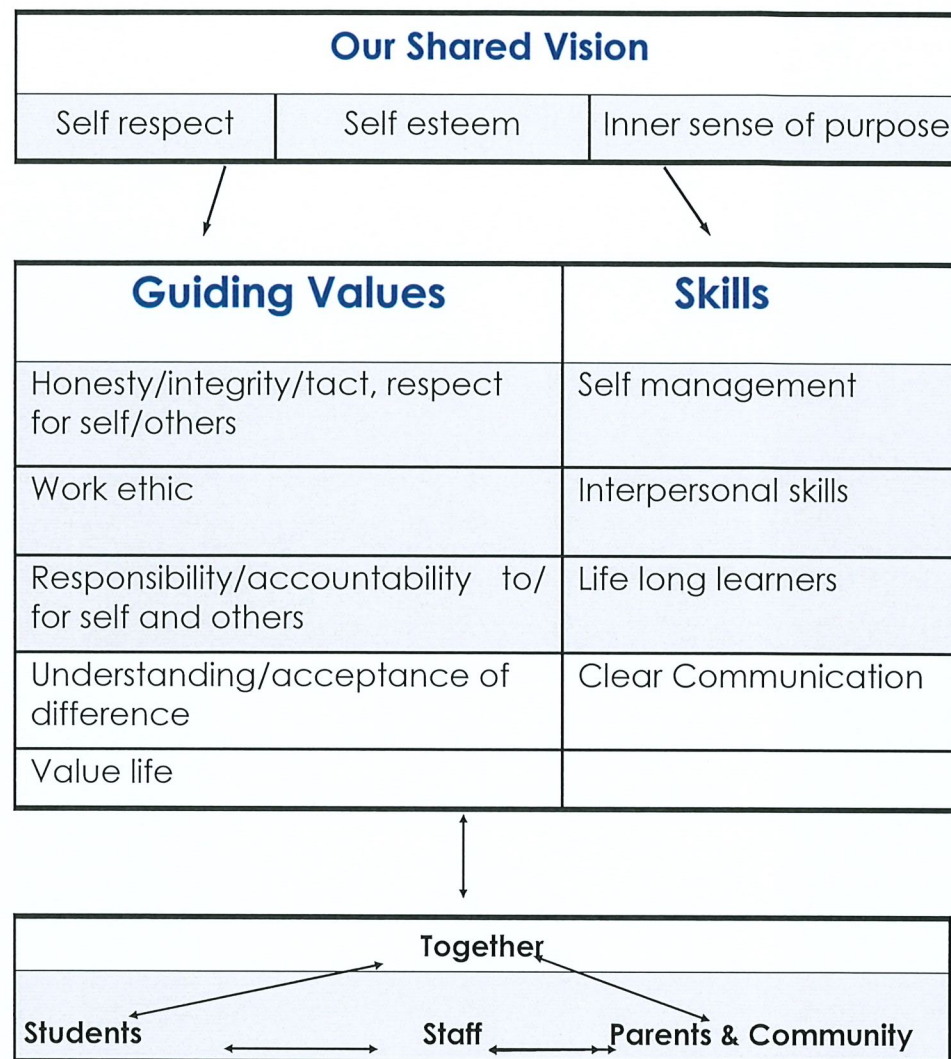 Our Shared Vision
Self respect
Self esteem
Inner sense of purpose
Guiding Values
Skills
Honesty/integrity/tact, respect
for self/others
Self management
Work ethic
Interpersonal skills
Responsibility/accountability to/
for self and others
Life long learners
Understanding/acceptance of
difference
Clear Communication
Value life
Together
Students
Staff
Parents & Community